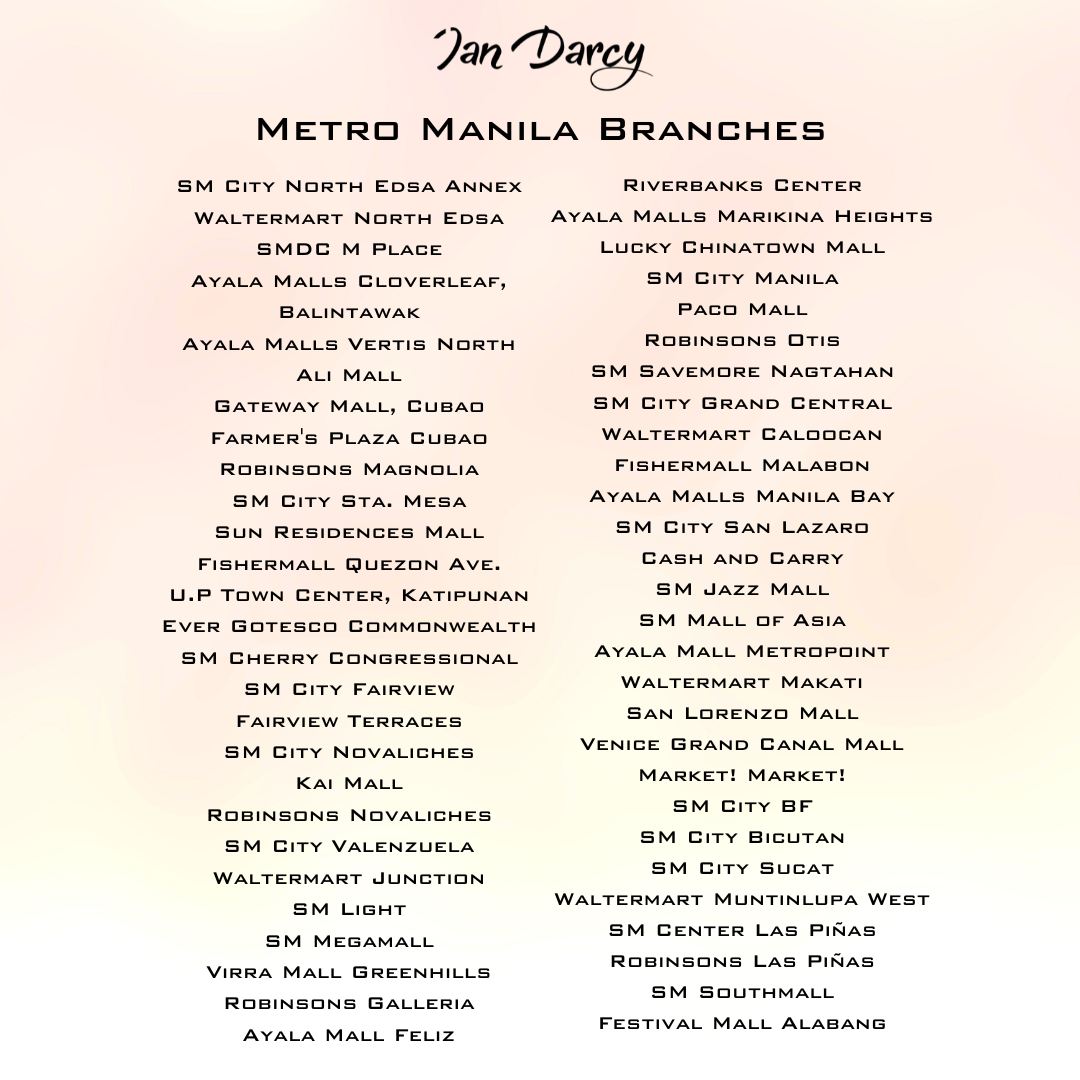 Ian Darcy
METRO MANILA BRANCHES
SM CITY NORTH EDSA ANNEX
WALTERMART NORTH EDSA
SMDC M PLACE
AYALA MALLS CLOVERLEAF,
BALINTAWAK
AYALA MALLS VERTIS NORTH
ALI MALL
GATEWAY MALL, CUBAO
FARMER'S PLAZA CUBAO
ROBINSONS MAGNOLIA
SM CITY STA. MESA
SUN RESIDENCES MALL
FISHERMALL QUEZON AVE.
U.P TOWN CENTER, KATIPUNAN
EVER GOTESCO COMMONWEALTH
SM CHERRY CONGRESSIONAL
SM CITY FAIRVIEW
FAIRVIEW TERRACES
SM CITY NOVALICHES
KAI MALL
ROBINSONS NOVALICHES
SM CITY VALENZUELA
WALTERMART JUNCTION
SM LIGHT
SM MEGAMALL
VIRRA MALL GREENHILLS
ROBINSONS GALLERIA
AYALA MALL FELIZ
RIVERBANKS CENTER
AYALA MALLS MARIKINA HEIGHTS
LUCKY CHINATOWN MALL
SM CITY MANILA
PACO MALL
ROBINSONS OTIS
SM SAVEMORE NAGTAHAN
SM CITY GRAND CENTRAL
WALTERMART CALOOCAN
FISHERMALL MALABON
AYALA MALLS MANILA BAY
SM CITY SAN LAZARO
CASH AND CARRY
SM JAZZ MALL
SM MALL OF ASIA
AYALA MALL METROPOINT
WALTERMART MAKATI
SAN LORENZO MALL
VENICE GRAND CANAL MALL
MARKET! MARKET!
SM CITY BF
SM CITY BICUTAN
SM CITY SUCAT
WALTERMART MUNTINLUPA WEST
SM CENTER LAS PIÑAS
ROBINSONS LAS PIÑAS
SM SOUTHMALL
FESTIVAL MALL ALABANG